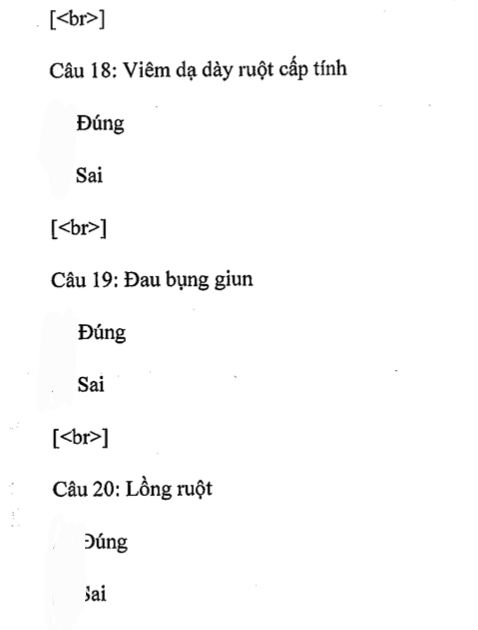 [<br>]
Câu 18: Viêm dạ dày ruột cấp tính
Đúng
Sai
[<br>]
Câu 19: Đau bụng giun
Đúng
Sai
[<br>]
Câu 20: Lồng ruột
Đúng
Sai